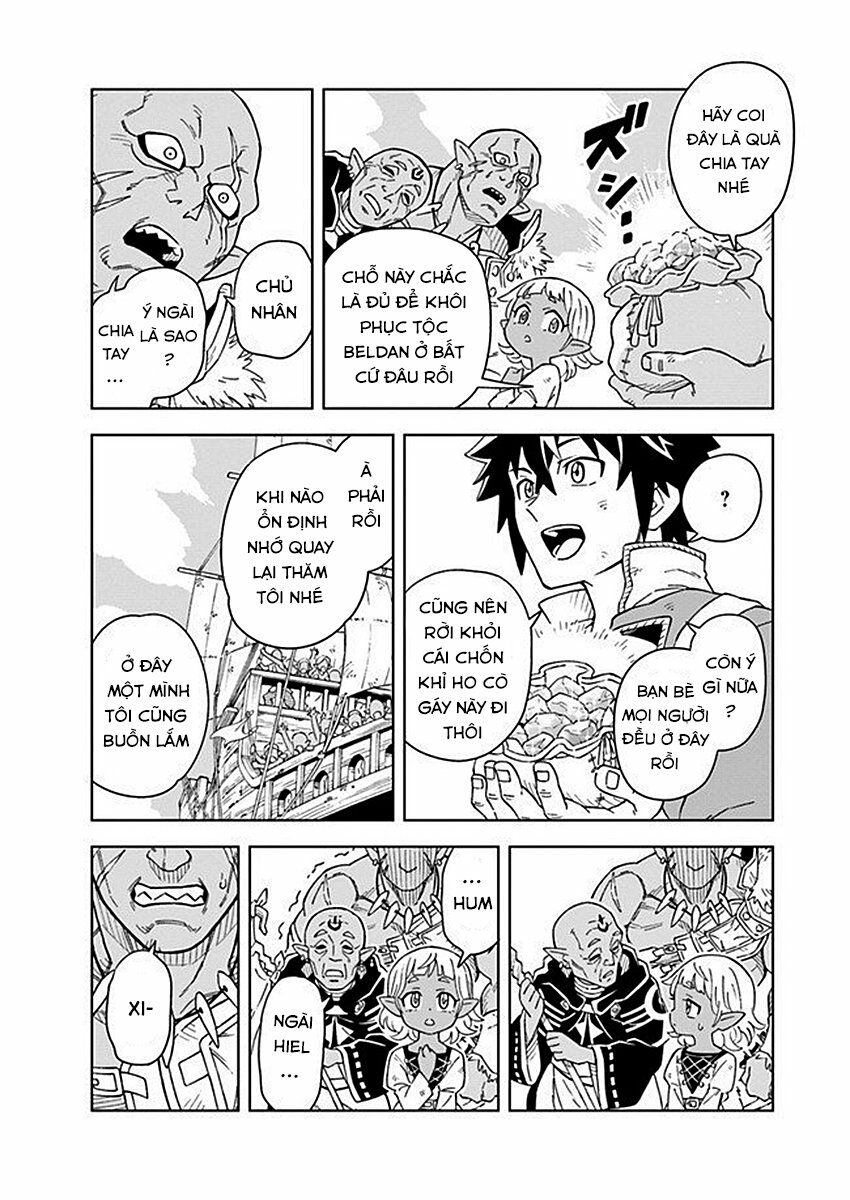 HÃY COI
ĐÂY LÀ QUÀ
CHIA TAY
NHÉ
ズシ
CHỖ NÀY CHẮC
LÀ ĐỦ ĐỂ KHÔI
PHỤC TỘC
BELDAN Ở BẤT
CỨ ĐÂU RỒI
CHỦ
NHÂN
Ý NGÀI
LÀ SAO
?
CHIA
TAY
...
?
CÒN Ý
GÌ NỮA
?
BẠN BÈ
MỌI NGƯỜI
ĐỀU Ở ĐÂY
RỒI
CŨNG NÊN
RỜI KHỎI
CÁI CHỐN
KHỈ HO CÒ
GÁY NÀY ĐI
THÔI
À
PHẢI
RỒI
KHI NÀO
ỔN ĐỊNH
NHỚ QUAY
LẠI THĂM
TÔI NHÉ
Ở ĐÂY
MỘT MÌNH
TÔI CŨNG
BUỒN LẮM
...
HUM
NGÀI
HIEL
...
XI-